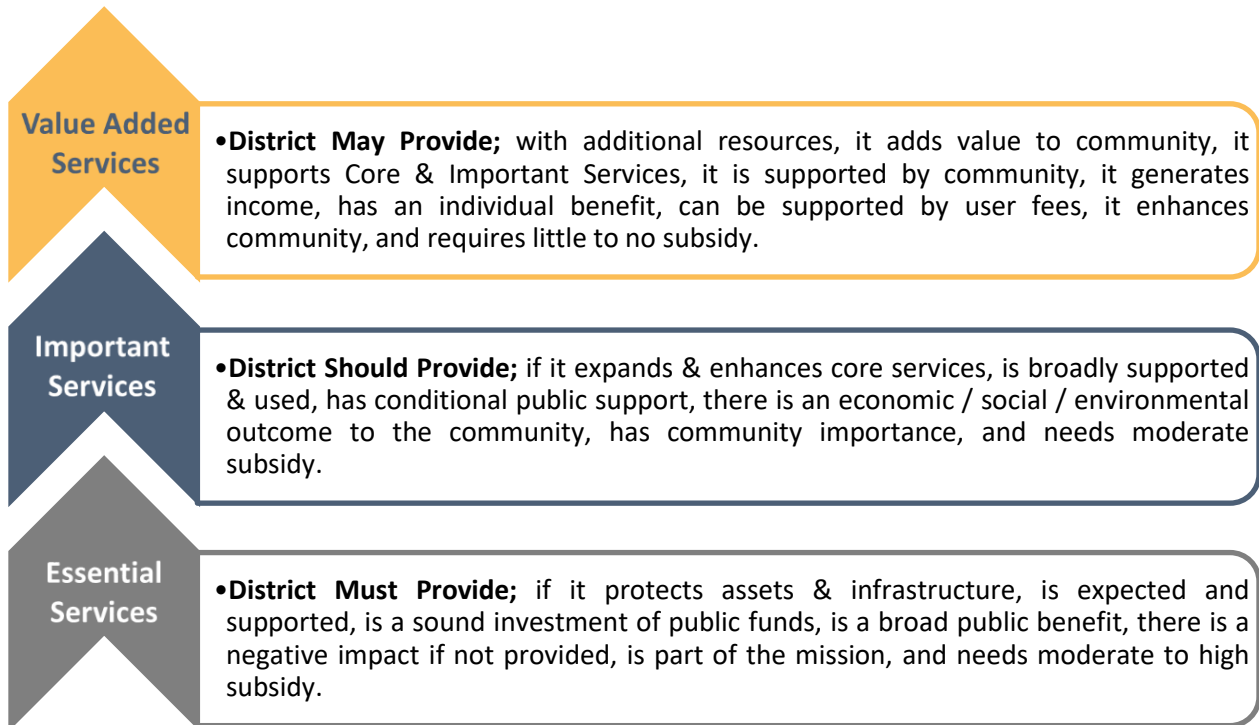 Value Added
Services
•District May Provide; with additional resources, it adds value to community, it
supports Core & Important Services, it is supported by community, it generates
income, has an individual benefit, can be supported by user fees, it enhances
community, and requires little to no subsidy.
Important
Services
•District Should Provide; if it expands & enhances core services, is broadly supported
& used, has conditional public support, there is an economic / social / environmental
outcome to the community, has community importance, and needs moderate
subsidy.
Essential
Services
•District Must Provide; if it protects assets & infrastructure, is expected and
supported, is a sound investment of public funds, is a broad public benefit, there is a
negative impact if not provided, is part of the mission, and needs moderate to high
subsidy.